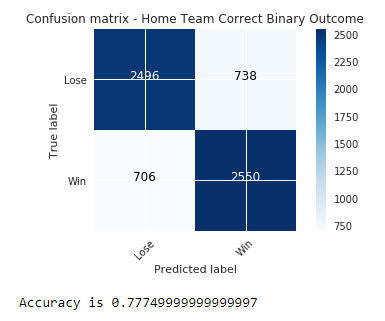 Confusion matrix - Home Team Correct Binary Outcome
2500
2250
2000
1750
1500
1250
1000
750
True label
Lose
2496 738
Win
706 2550
Lose Win
Predicted label
Accuracy is 0.77749999999999997